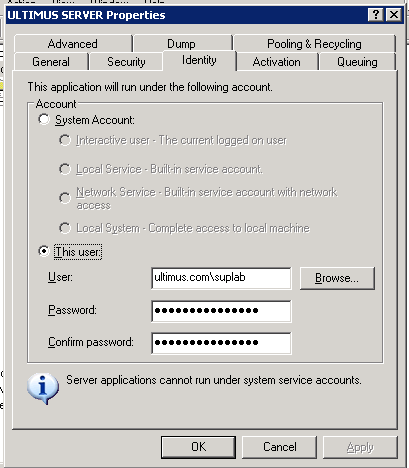 ULTIMUS SERVER Properties
Advanced Dump Pooling & Recycling
General Security Identity Activation Queuing
This application will run under the following account.
Account
System Account:
Interactive user - The current logged on user
Local Service - Built-in service account.
Network Service - Built-in service account with network
access
Local System - Complete access to local machine
This user:
User: ultimus.com\suplab Browse...
Password: ●●●●●●●●●●●●●●●
Confirm password: ●●●●●●●●●●●●●●●
Server applications cannot run under system service accounts.
OK Cancel Apply